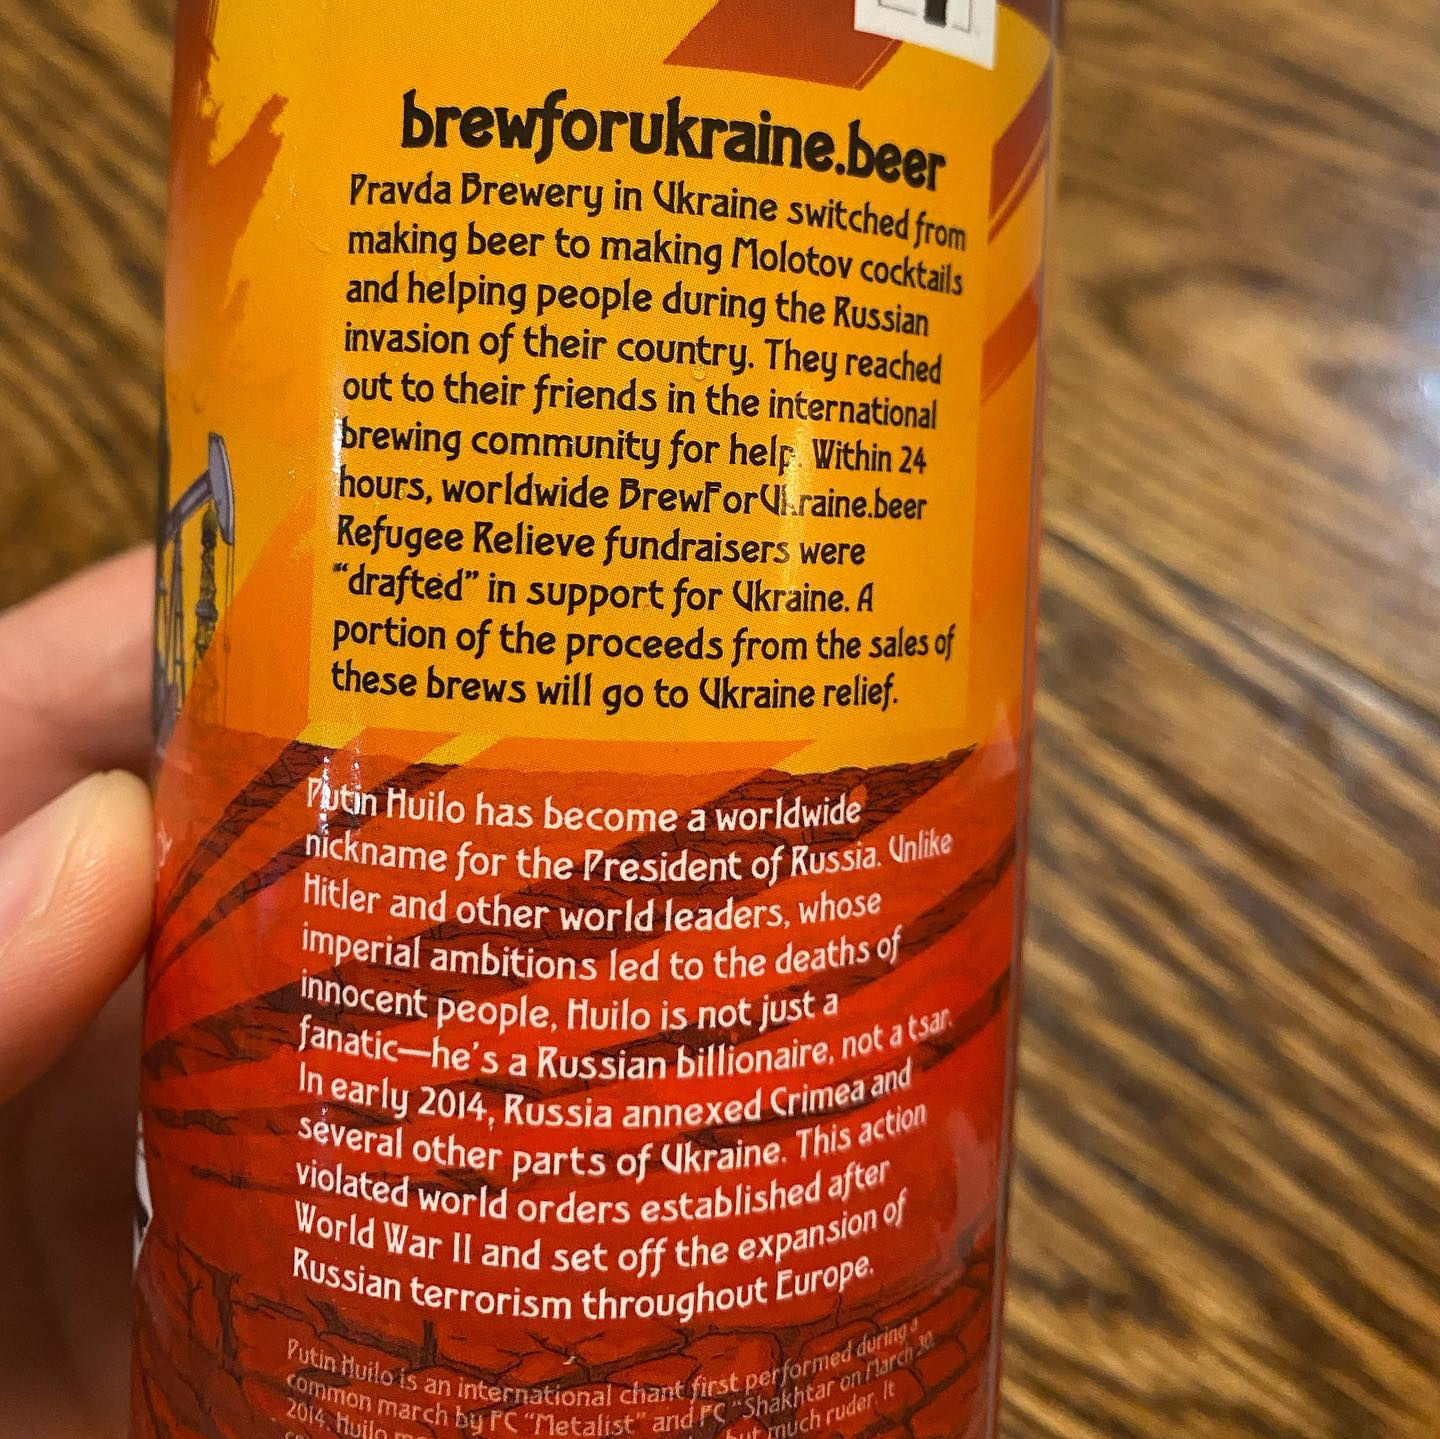 brewforukraine.beer
Pravda Brewery in Ukraine switched from
making beer to making Molotov cocktails
and helping people during the Russian
invasion of their country. They reached
out to their friends in the international
brewing community for help. Within 24
hours, worldwide BrewForUkraine.beer
Refugee Relieve fundraisers were
“drafted” in support for Ukraine. A
portion of the proceeds from the sales of
these brews will go to Ukraine relief.
Putin Huilo has become a worldwide
nickname for the President of Russia. Unlike
Hitler and other world leaders, whose
imperial ambitions led to the deaths of
innocent people, Huilo is not just a
fanatic—he's a Russian billionaire, not a tsar.
In early 2014, Russia annexed Crimea and
several other parts of Ukraine. This action
violated world orders established after
World War II and set off the expansion of
Russian terrorism throughout Europe.
Putin Huilo is an international chant first performed during a
common march by FC “Metalist” and FC “Shakhtar on March 30,
2014. Huilo but much ruder. It